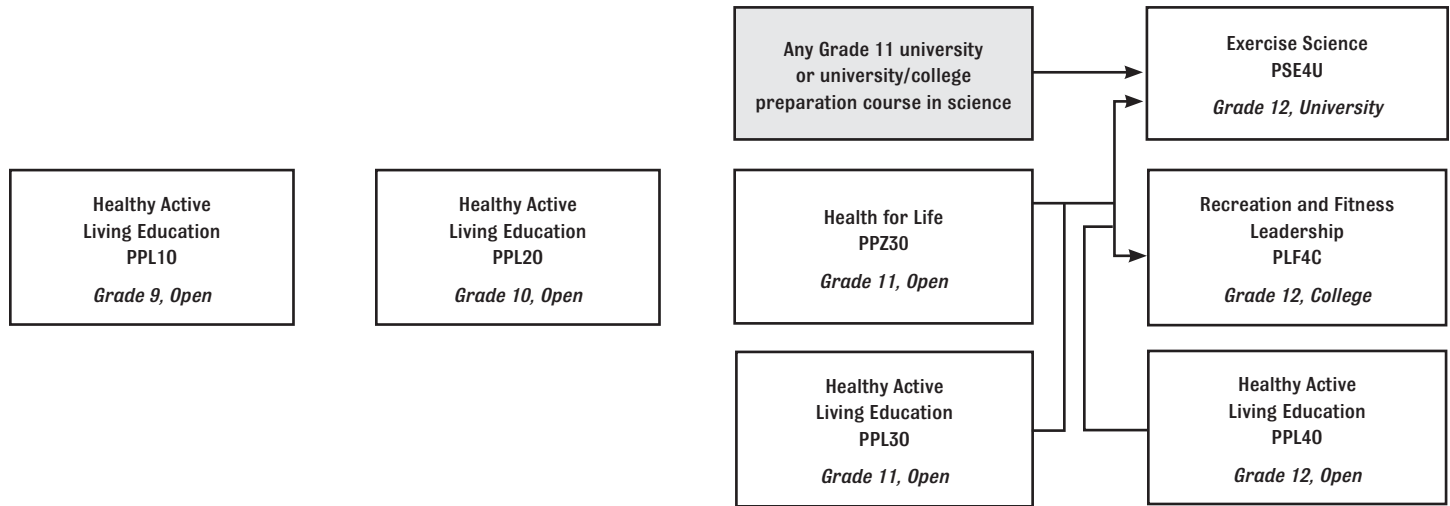 Any Grade 11 university
or university/college
preparation course in science
Exercise Science
PSE4U
Grade 12, University
Healthy Active
Living Education
PPL1O
Grade 9, Open
Healthy Active
Living Education
PPL2O
Grade 10, Open
Health for Life
PPZ3O
Grade 11, Open
Recreation and Fitness
Leadership
PLF4C
Grade 12, College
Healthy Active
Living Education
PPL3O
Grade 11, Open
Healthy Active
Living Education
PPL4O
Grade 12, Open